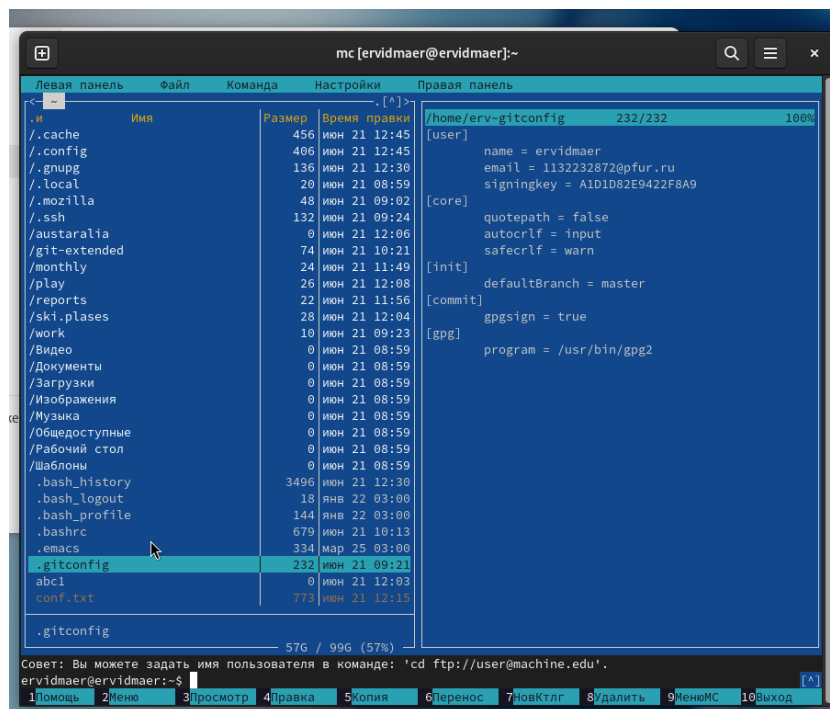 mc [ervidmaer@ervidmaer]:~
Левая панель Файл Команда Настройки Правая панель
<- ~ .[^]>
.и Имя Размер Время правки
/.cache 456 июн 21 12:45
/.config 406 июн 21 12:45
/.gnupg 136 июн 21 12:30
/.local 20 июн 21 08:59
/.mozilla 48 июн 21 09:02
/.ssh 132 июн 21 09:24
/austaralia 0 июн 21 12:06
/git-extended 74 июн 21 10:21
/monthly 24 июн 21 11:49
/play 26 июн 21 12:08
/reports 22 июн 21 11:56
/ski.plases 28 июн 21 12:04
/work 10 июн 21 09:23
/Видео 0 июн 21 08:59
/Документы 0 июн 21 08:59
/Загрузки 0 июн 21 08:59
/Изображения 0 июн 21 08:59
/Музыка 0 июн 21 08:59
/Общедоступные 0 июн 21 08:59
/Рабочий стол 0 июн 21 08:59
/Шаблоны 0 июн 21 08:59
.bash_history 3496 июн 21 12:30
.bash_logout 18 янв 22 03:00
.bash_profile 144 янв 22 03:00
.bashrc 679 июн 21 10:13
.emacs 334 мар 25 03:00
.gitconfig 232 июн 21 09:21
abc1 0 июн 21 12:03
conf.txt 773 июн 21 12:15
.gitconfig
57G / 99G (57%)
/home/erv~gitconfig 232/232 100%
[user]
name = ervidmaer
email = 1132232872@pfur.ru
signingkey = A1D1D82E9422F8A9
[core]
quotepath = false
autocrlf = input
safecrlf = warn
[init]
defaultBranch = master
[commit]
gpgsign = true
[gpg]
program = /usr/bin/gpg2
Совет: Вы можете задать имя пользователя в команде: 'cd ftp://user@machine.edu'.
ervidmaer@ervidmaer:~$ [^]
1Помощь 2Меню 3Просмотр 4Правка 5Копия 6Перенос 7НовКтлг 8Удалить 9МенюМС 10Выход